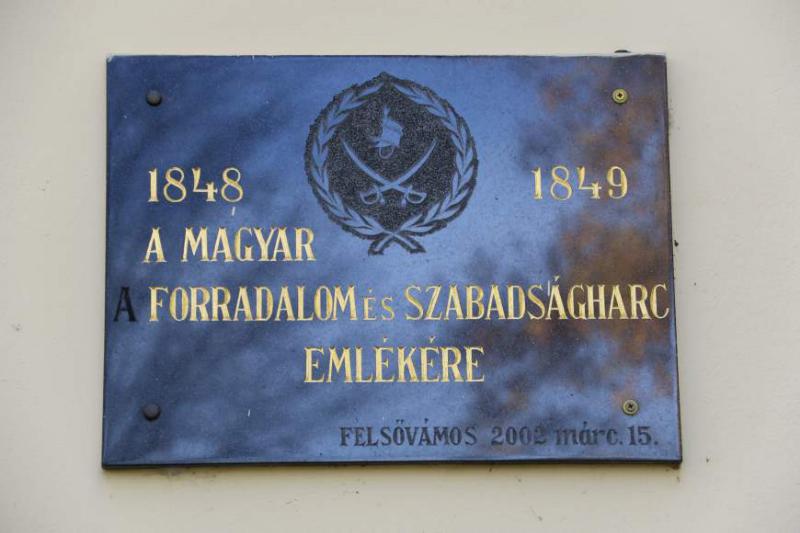 1848 1849
A MAGYAR
A FORRADALOM ÉS SZABADSÁGHARC
EMLÉKÉRE
FELSŐVÁMOS 2002 márc. 15.